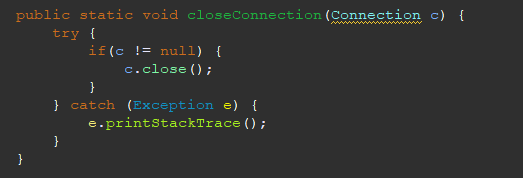 public static void closeConnection(Connection c) {
    try {
        if(c != null) {
            c.close();
        }
    } catch (Exception e) {
        e.printStackTrace();
    }
}